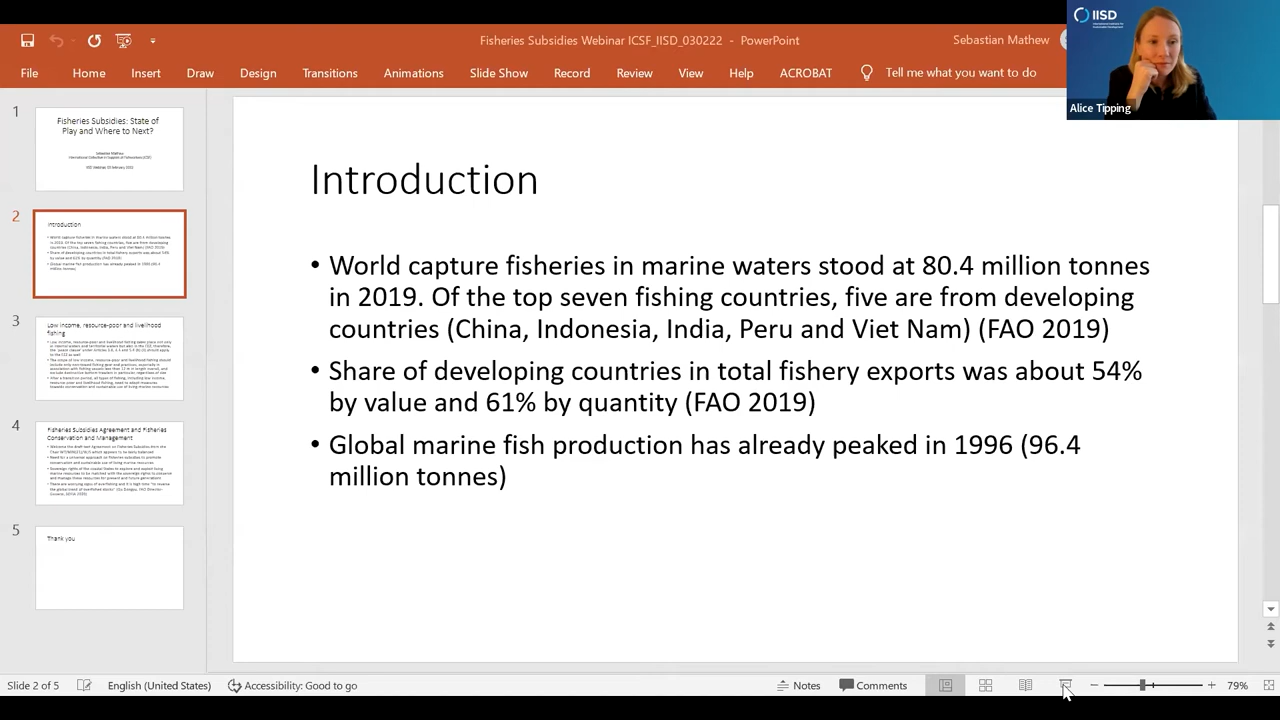 IISD
Fisheries Subsidies Webinar ICSF_IISD_030222 - PowerPoint
Sebastian Mathew
File Home Insert Draw Design Transitions Animations Slide Show Record Review View Help ACROBAT Tell me what you want to do
Alice Tipping
1
Fisheries Subsidies: State of
Play and Where to Next?
Sebastian Mathew
2
Introduction
3
Low income, resource-poor and livelihood
fishing
4
Fisheries Subsidies Agreement and Fisheries
Conservation and Management
5
Thank you
Introduction
• World capture fisheries in marine waters stood at 80.4 million tonnes
in 2019. Of the top seven fishing countries, five are from developing
countries (China, Indonesia, India, Peru and Viet Nam) (FAO 2019)
• Share of developing countries in total fishery exports was about 54%
by value and 61% by quantity (FAO 2019)
• Global marine fish production has already peaked in 1996 (96.4
million tonnes)
Slide 2 of 5 English (United States) Accessibility: Good to go Notes Comments 79%